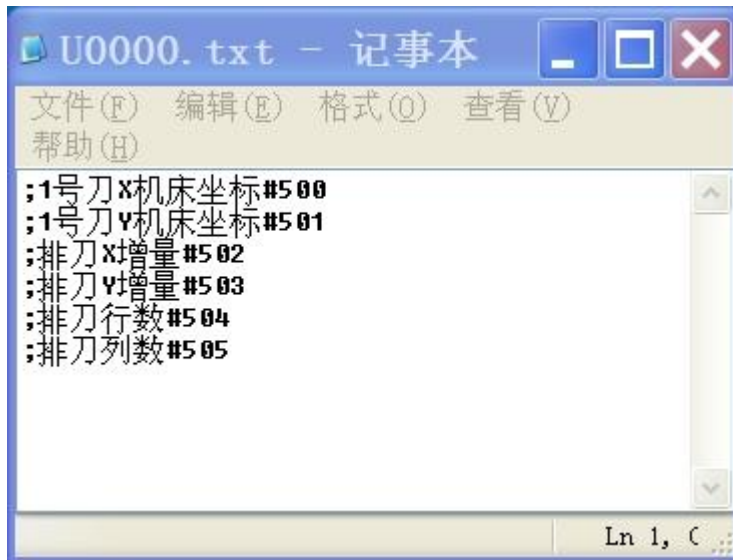 U0000.txt - 记事本
文件(F) 编辑(E) 格式(O) 查看(V)
帮助(H)
;1号刀X机床坐标#500
;1号刀Y机床坐标#501
;排刀X增量#502
;排刀Y增量#503
;排刀行数#504
;排刀列数#505
Ln 1, C